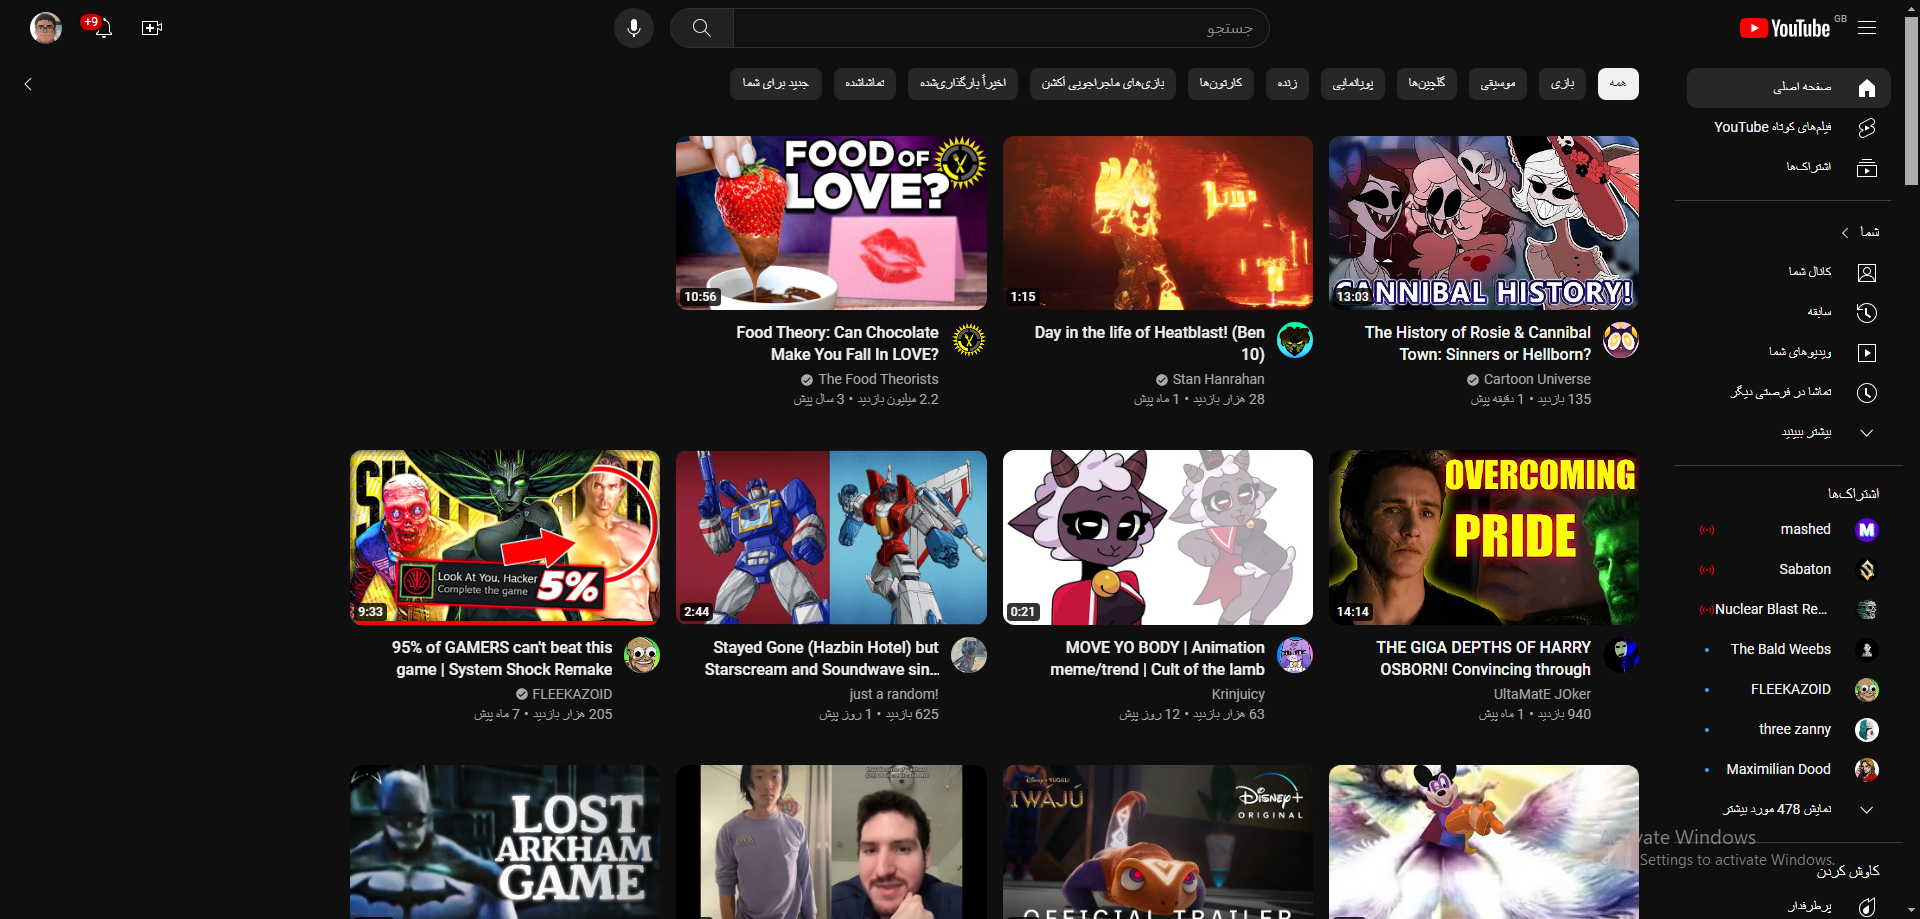 YouTube GB
جستجو
+9
همه
بازی
موسیقی
گلچین‌ها
پویانمایی
زنده
کارتون‌ها
بازی‌های ماجراجویی اکشن
اخیراً بارگذاری‌شده
تماشاشده
جدید برای شما
صفحه اصلی
فیلم‌های کوتاه YouTube
اشتراک‌ها
شما
کانال شما
سابقه
ویدیوهای شما
تماشا در فرصتی دیگر
بیشتر ببینید
اشتراک‌ها
mashed
Sabaton
Nuclear Blast Re...
The Bald Weebs
FLEEKAZOID
three zanny
Maximilian Dood
نمایش 478 مورد بیشتر
کاوش کردن
پرطرفدار
CANNIBAL HISTORY!
13:03
The History of Rosie & Cannibal
Town: Sinners or Hellborn?
Cartoon Universe
135 بازدید • 1 دقیقه پیش
1:15
Day in the life of Heatblast! (Ben
10)
Stan Hanrahan
28 هزار بازدید • 1 ماه پیش
FOOD OF
LOVE?
10:56
Food Theory: Can Chocolate
Make You Fall In LOVE?
The Food Theorists
2.2 میلیون بازدید • 3 سال پیش
OVERCOMING
PRIDE
14:14
THE GIGA DEPTHS OF HARRY
OSBORN! Convincing through
UltaMatE JOker
940 بازدید • 1 ماه پیش
0:21
MOVE YO BODY | Animation
meme/trend | Cult of the lamb
Krinjuicy
63 هزار بازدید • 12 روز پیش
2:44
Stayed Gone (Hazbin Hotel) but
Starscream and Soundwave sin...
just a random!
625 بازدید • 1 روز پیش
Look At You, Hacker
Complete the game
5%
9:33
95% of GAMERS can't beat this
game | System Shock Remake
FLEEKAZOID
205 هزار بازدید • 7 ماه پیش
Disney+ KUGALI
IWÁJÚ
Disney+
ORIGINAL
OFFICIAL TRAILER
LOST
ARKHAM
GAME
Activate Windows
Settings to activate Windows.